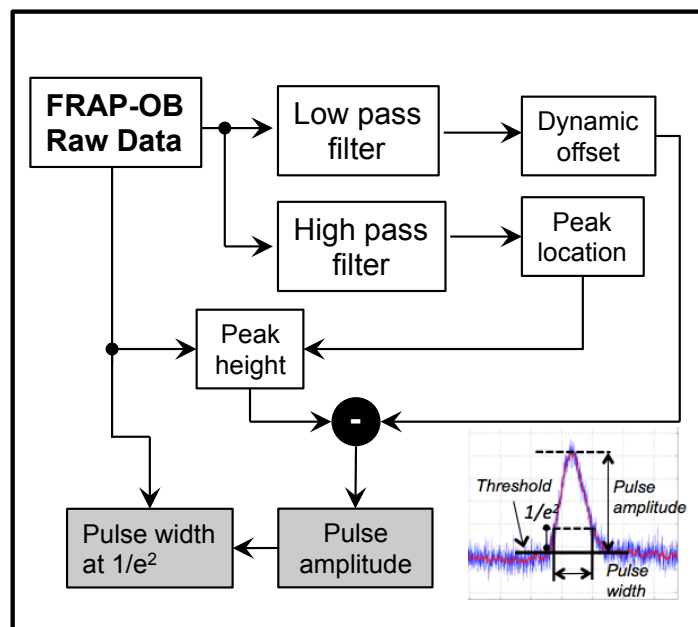 FRAP-OB
Raw Data
Low pass
filter
Dynamic
offset
High pass
filter
Peak
location
Peak
height
-
Pulse width
at 1/e²
Pulse
amplitude
Threshold
1/e²
Pulse
amplitude
Pulse
width